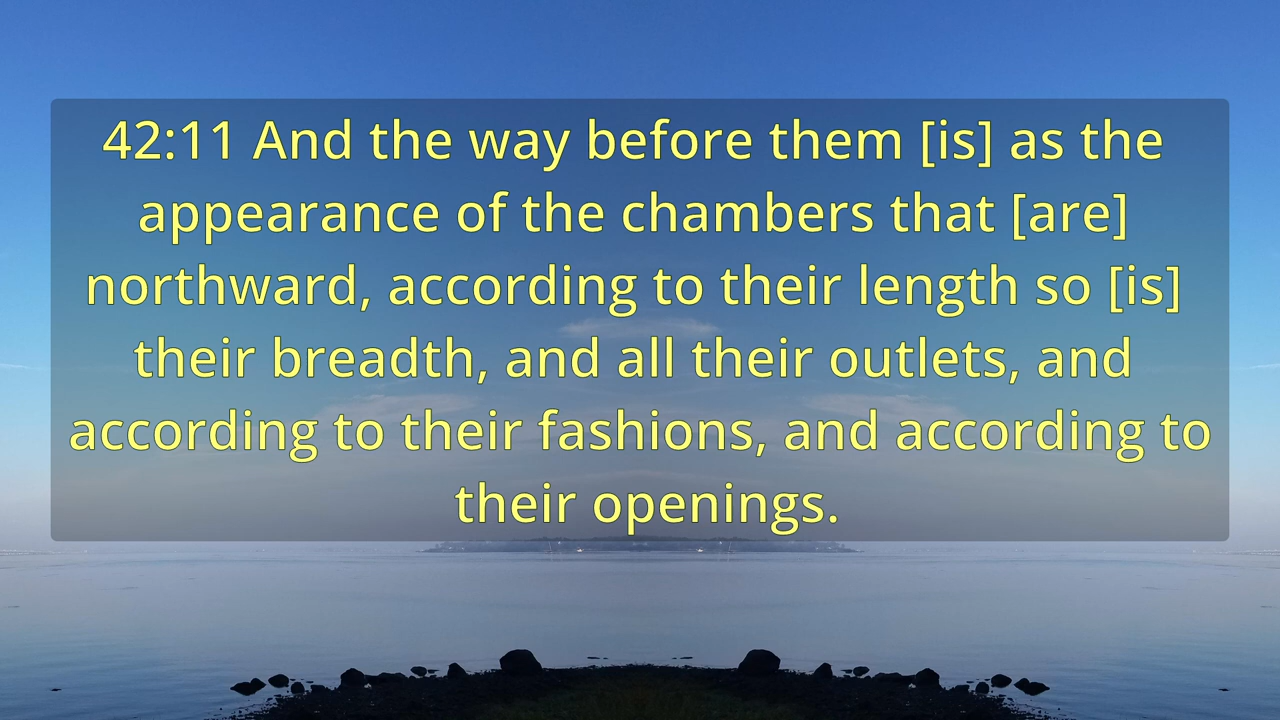 42:11 And the way before them [is] as the
appearance of the chambers that [are]
northward, according to their length so [is]
their breadth, and all their outlets, and
according to their fashions, and according to
their openings.